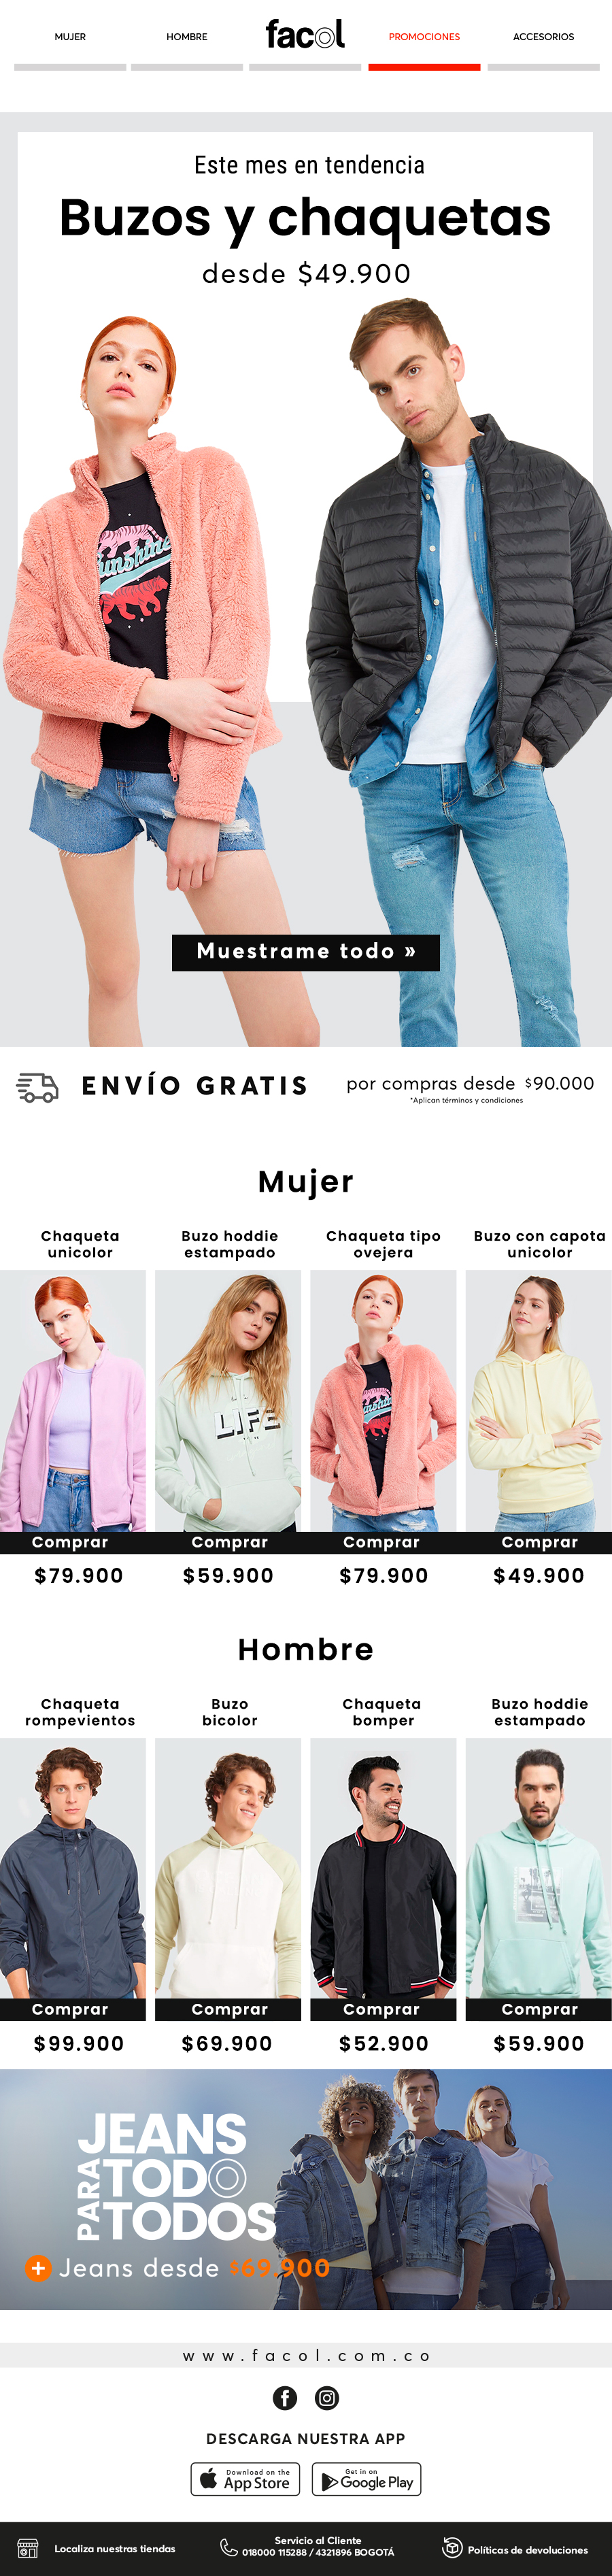 MUJER
HOMBRE
facol
PROMOCIONES
ACCESORIOS
Este mes en tendencia
Buzos y chaquetas
desde $49.900
Sunshine
Muestrame todo »
ENVÍO GRATIS
por compras desde $90.000
*Aplican términos y condiciones
Mujer
Chaqueta
unicolor
Buzo hoddie
estampado
Chaqueta tipo
ovejera
Buzo con capota
unicolor
LIFE
Comprar
Comprar
Comprar
Comprar
$79.900
$59.900
$79.900
$49.900
Hombre
Chaqueta
rompevientos
Buzo
bicolor
Chaqueta
bomper
Buzo hoddie
estampado
Comprar
Comprar
Comprar
Comprar
$99.900
$69.900
$52.900
$59.900
JEANS
PARA TODO
TODOS
+ Jeans desde $69.900
www.facol.com.co
DESCARGA NUESTRA APP
Download on the
App Store
Get in on
Google Play
Localiza nuestras tiendas
Servicio al Cliente
018000 115288 / 4321896 BOGOTÁ
Políticas de devoluciones